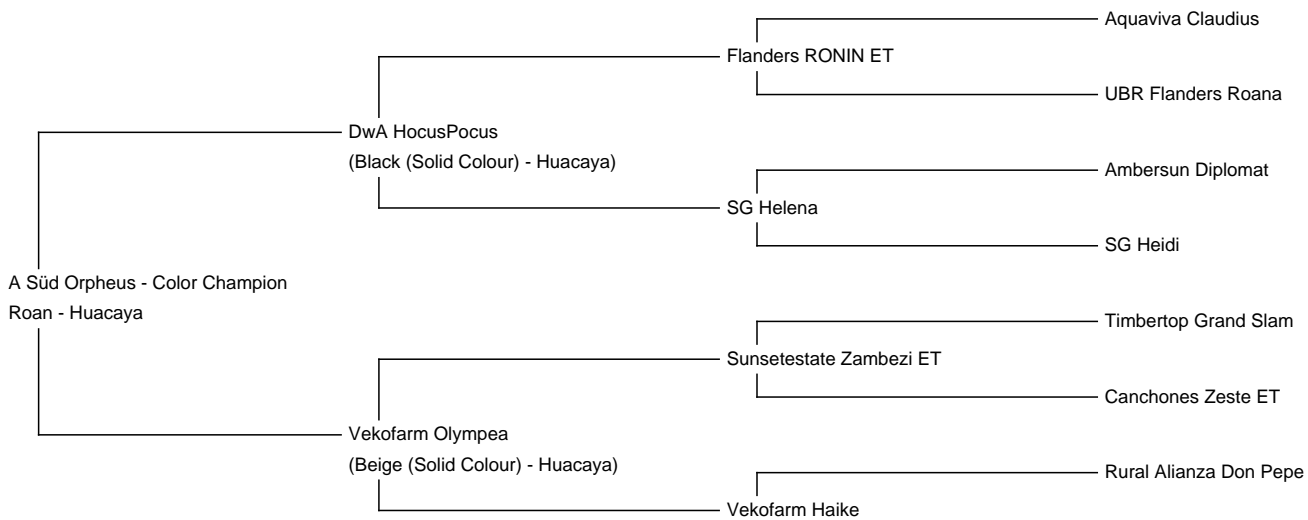 Aquaviva Claudius
Flanders RONIN ET
UBR Flanders Roana
DwA HocusPocus
(Black (Solid Colour) - Huacaya)
Ambersun Diplomat
SG Helena
SG Heidi
A Süd Orpheus - Color Champion
Roan - Huacaya
Timbertop Grand Slam
Sunsetestate Zambezi ET
Canchones Zeste ET
Vekofarm Olympea
(Beige (Solid Colour) - Huacaya)
Rural Alianza Don Pepe
Vekofarm Haike